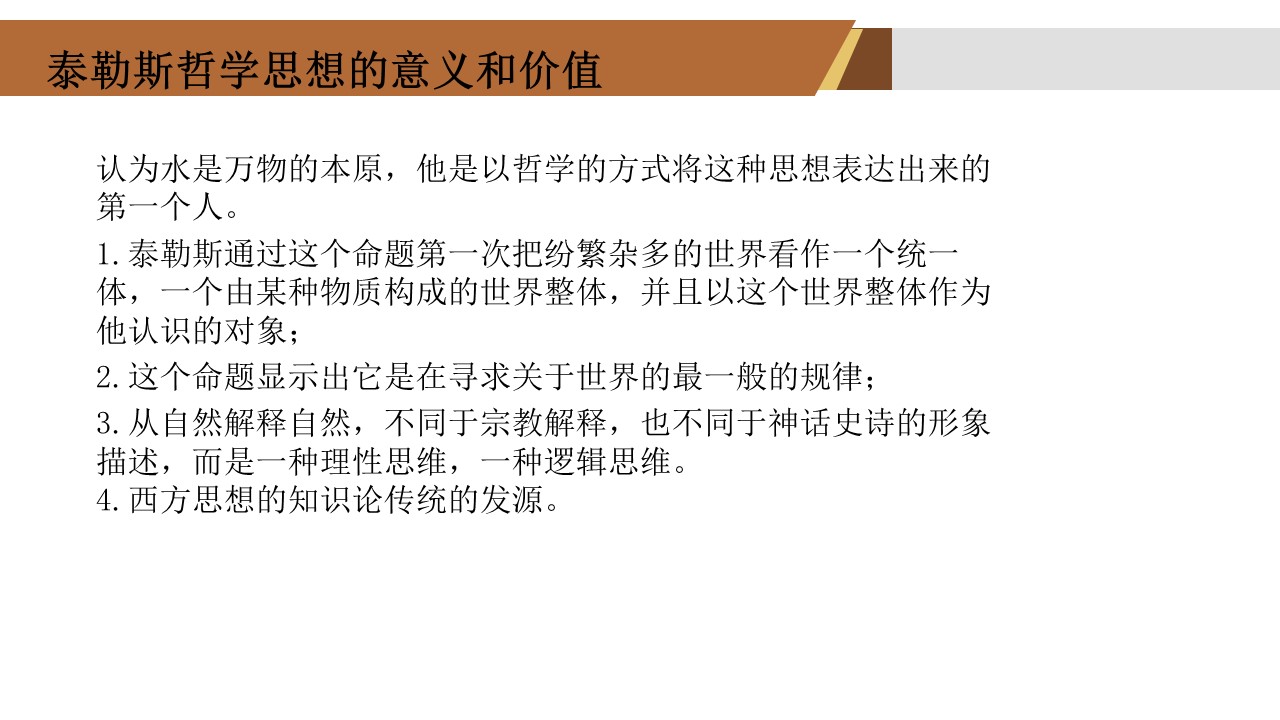 泰勒斯哲学思想的意义和价值
认为水是万物的本原，他是以哲学的方式将这种思想表达出来的
第一个人。
1.泰勒斯通过这个命题第一次把纷繁杂多的世界看作一个统一
体，一个由某种物质构成的世界整体，并且以这个世界整体作为
他认识的对象；
2.这个命题显示出它是在寻求关于世界的最一般的规律；
3.从自然解释自然，不同于宗教解释，也不同于神话史诗的形象
描述，而是一种理性思维，一种逻辑思维。
4.西方思想的知识论传统的发源。